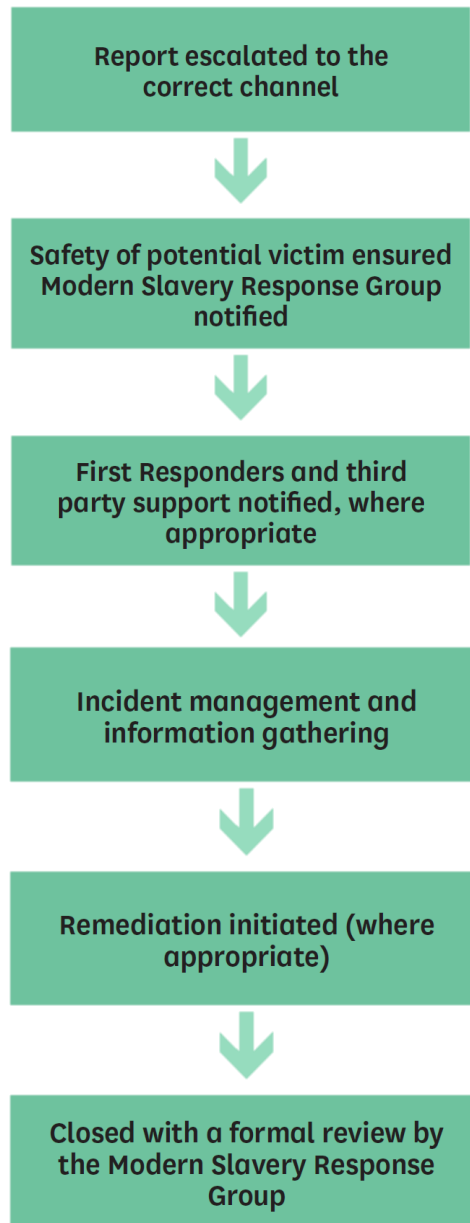 Report escalated to the
correct channel
Safety of potential victim ensured
Modern Slavery Response Group
notified
First Responders and third
party support notified, where
appropriate
Incident management and
information gathering
Remediation initiated (where
appropriate)
Closed with a formal review by
the Modern Slavery Response
Group